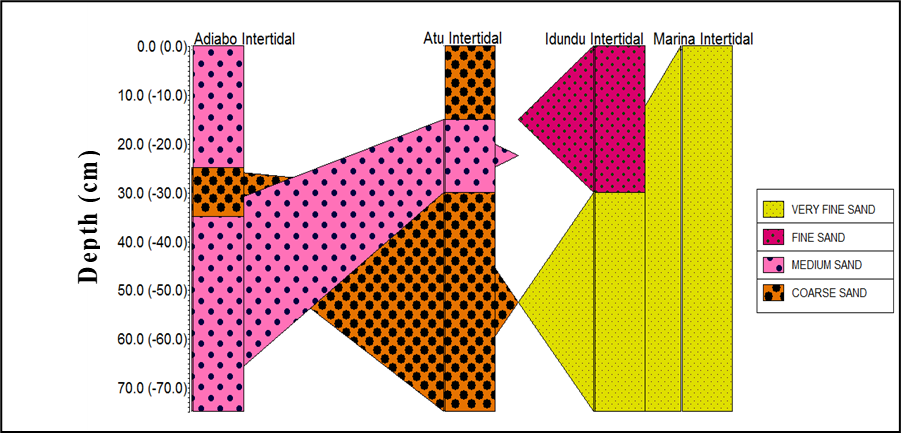 Adiabo Intertidal
Atu Intertidal
Idundu Intertidal
Marina Intertidal
Depth (cm)
0.0 (0.0)
10.0 (-10.0)
20.0 (-20.0)
30.0 (-30.0)
40.0 (-40.0)
50.0 (-50.0)
60.0 (-60.0)
70.0 (-70.0)
VERY FINE SAND
FINE SAND
MEDIUM SAND
COARSE SAND